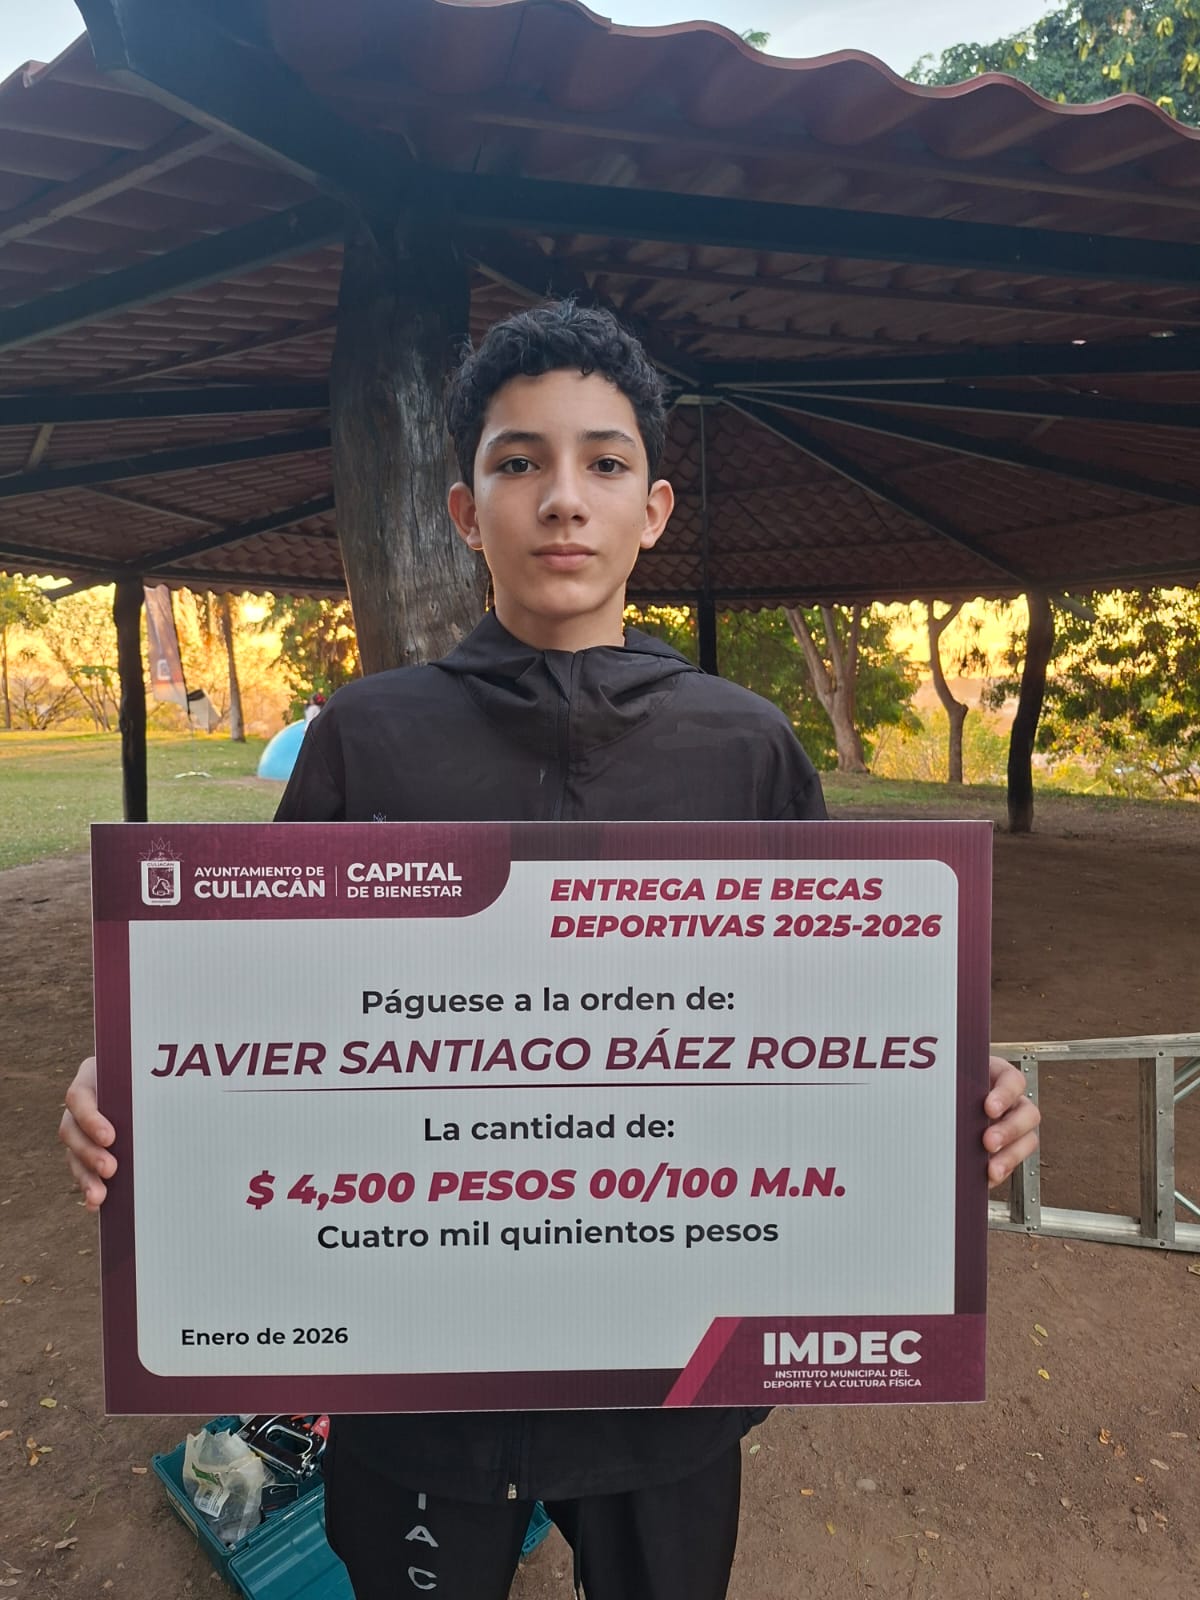 CULIACÁN
AYUNTAMIENTO DE
CULIACÁN
CAPITAL
DE BIENESTAR
ENTREGA DE BECAS
DEPORTIVAS 2025-2026
Páguese a la orden de:
JAVIER SANTIAGO BÁEZ ROBLES
La cantidad de:
$ 4,500 PESOS 00/100 M.N.
Cuatro mil quinientos pesos
Enero de 2026
IMDEC
INSTITUTO MUNICIPAL DEL
DEPORTE Y LA CULTURA FÍSICA